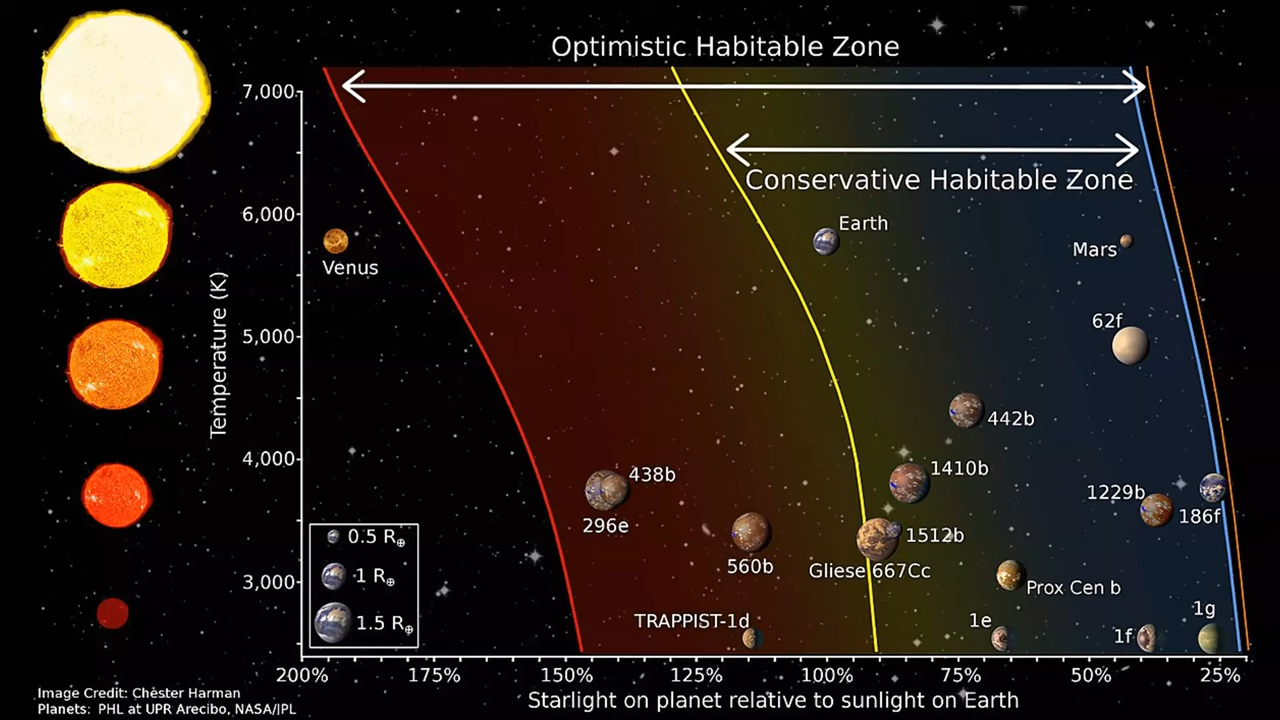 Optimistic Habitable Zone
7,000
Conservative Habitable Zone
6,000
Earth
Mars
Venus
62f
5,000
Temperature (K)
442b
4,000
438b
1410b
296e
1229b
186f
0.5 R⊕
1512b
560b
Gliese 667Cc
1 R⊕
3,000
Prox Cen b
1.5 R⊕
TRAPPIST-1d
1e
1f
1g
200% 175% 150% 125% 100% 75% 50% 25%
Starlight on planet relative to sunlight on Earth
Image Credit: Chester Harman
Planets: PHL at UPR Arecibo, NASA/JPL